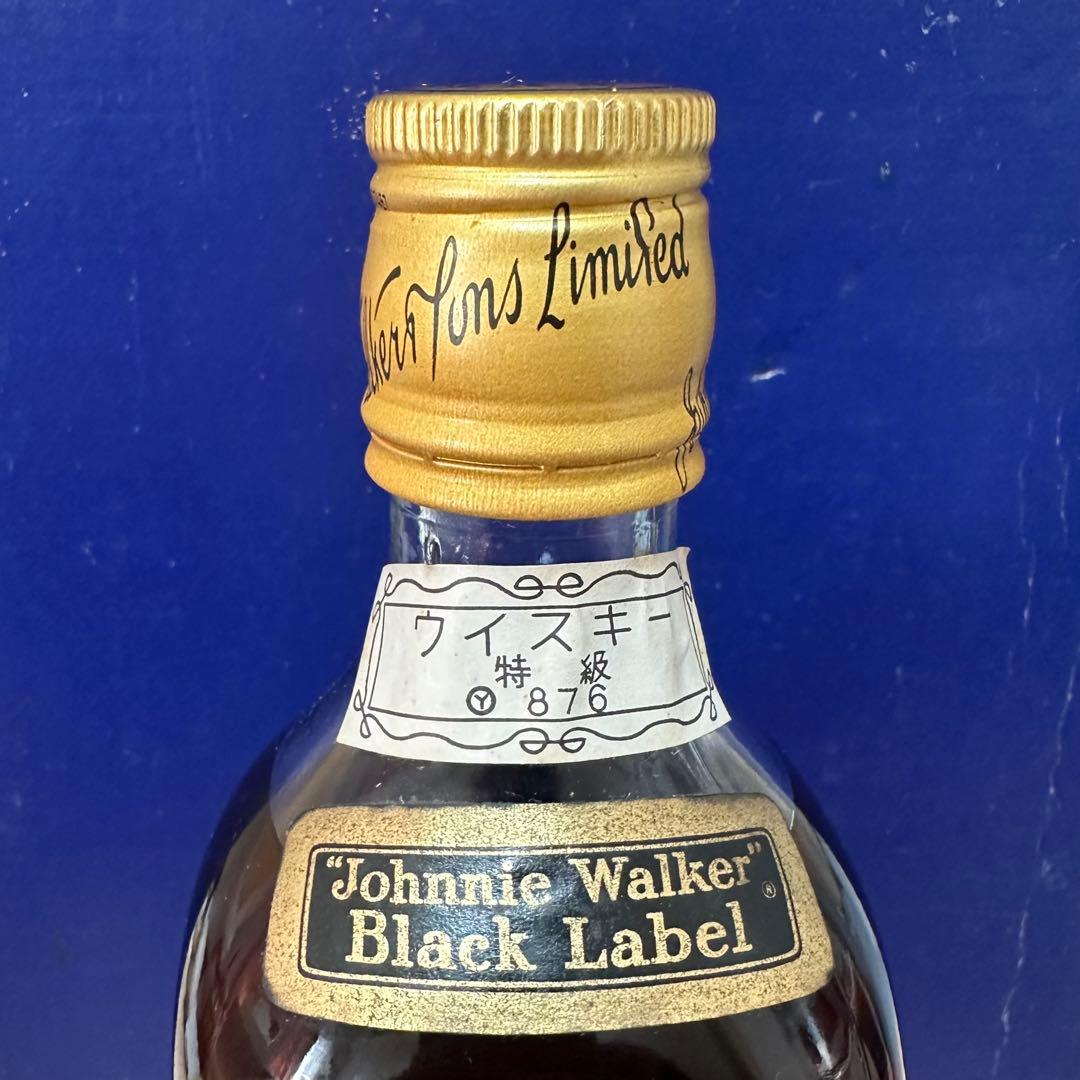 Sons Limited
ウイスキー
特級
Ⓨ 876
"Johnnie Walker"®
Black Label